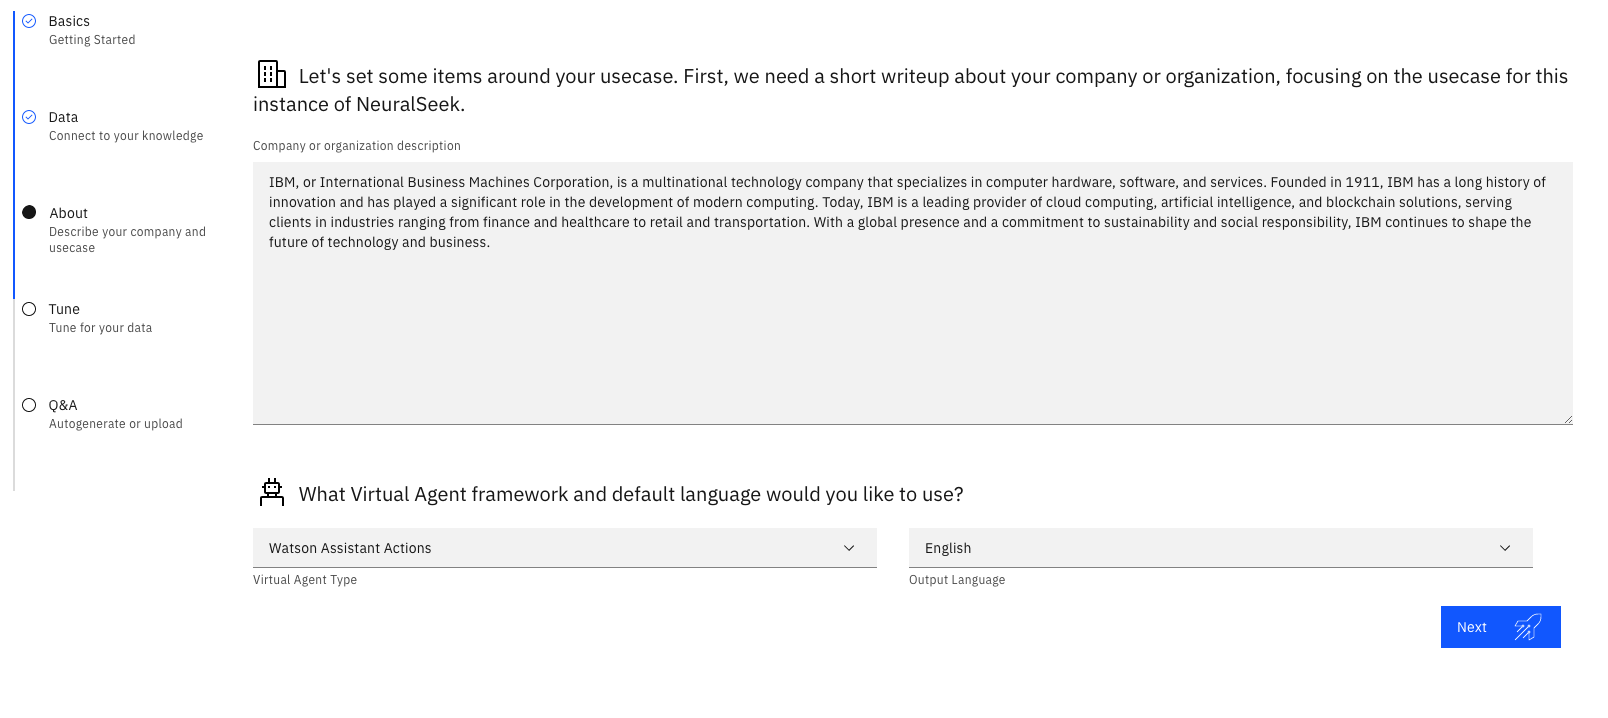 Basics
Getting Started
Data
Connect to your knowledge
About
Describe your company and
usecase
Tune
Tune for your data
Q&A
Autogenerate or upload
Let's set some items around your usecase. First, we need a short writeup about your company or organization, focusing on the usecase for this
instance of NeuralSeek.
Company or organization description
IBM, or International Business Machines Corporation, is a multinational technology company that specializes in computer hardware, software, and services. Founded in 1911, IBM has a long history of
innovation and has played a significant role in the development of modern computing. Today, IBM is a leading provider of cloud computing, artificial intelligence, and blockchain solutions, serving
clients in industries ranging from finance and healthcare to retail and transportation. With a global presence and a commitment to sustainability and social responsibility, IBM continues to shape the
future of technology and business.
What Virtual Agent framework and default language would you like to use?
Watson Assistant Actions
Virtual Agent Type
English
Output Language
Next